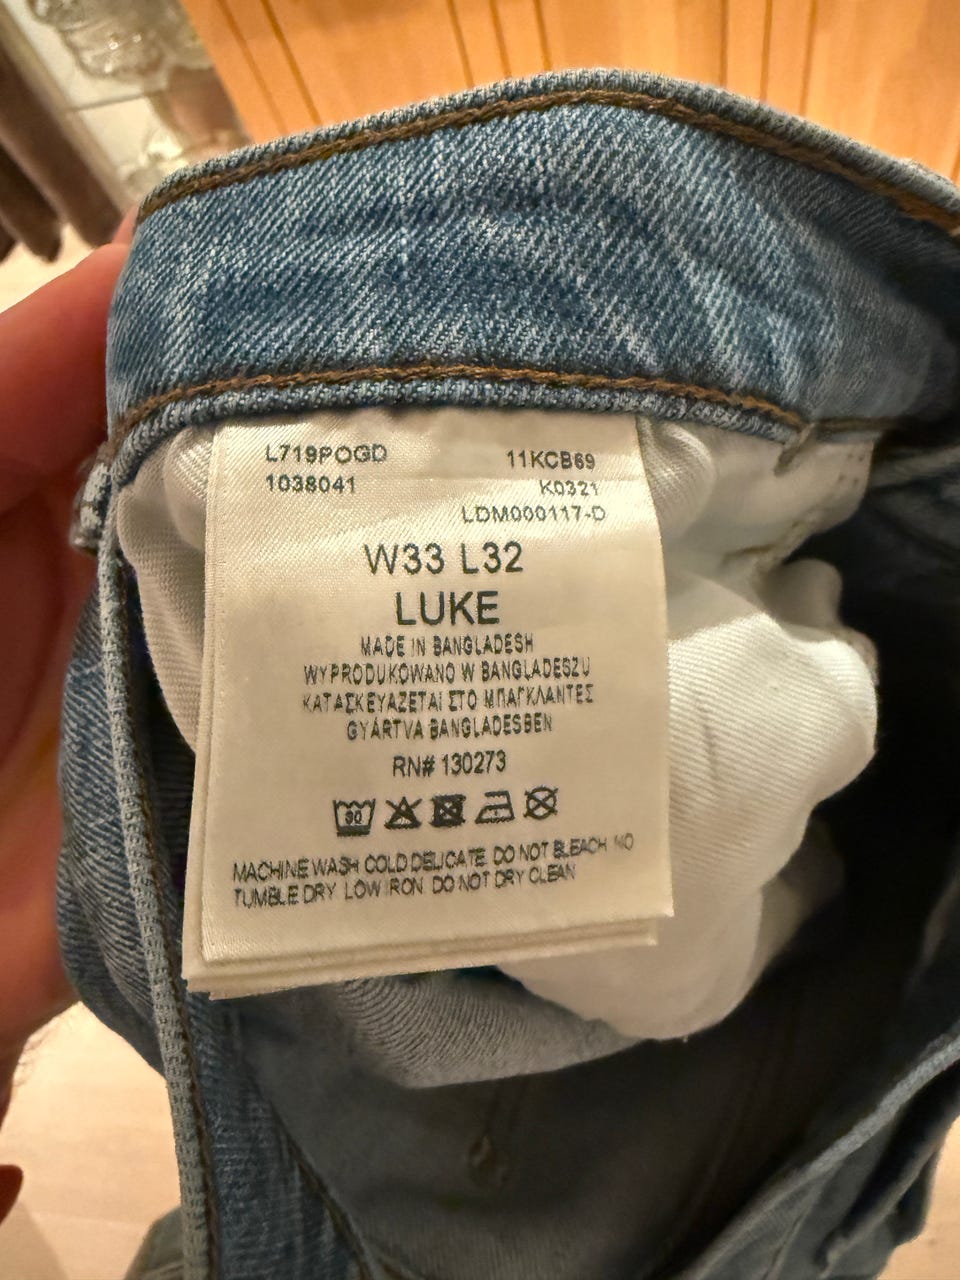 L719POGD
1038041
11KCB69
K0321
LDM000117-D
W33 L32
LUKE
MADE IN BANGLADESH
WYPRODUKOWANO W BANGLADESZU
ΚΑΤΑΣΚΕΥΑΖΕΤΑΙ ΣΤΟ ΜΠΑΓΚΛΑΝΤΕΣ
GYÁRTVA BANGLADESBEN
RN# 130273
30
MACHINE WASH COLD DELICATE DO NOT BLEACH NO
TUMBLE DRY LOW IRON DO NOT DRY CLEAN